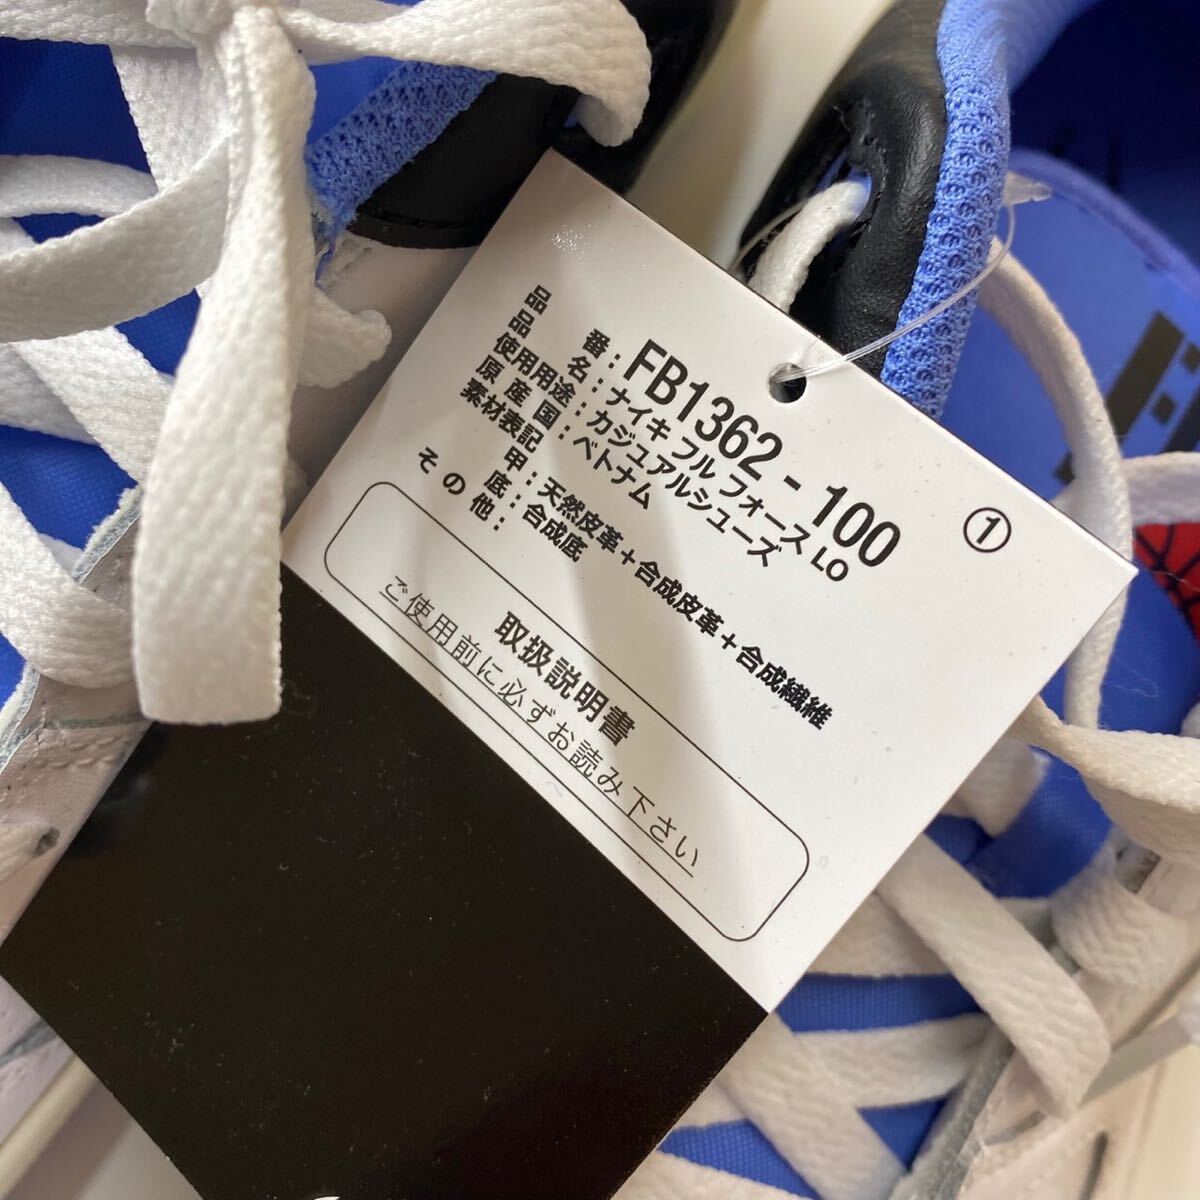 品番：FB1362-100
①
品名：ナイキ フル フォース LO
使用用途：カジュアルシューズ
原産国：ベトナム
素材表記
甲：天然皮革＋合成皮革＋合成繊維
底：合成底
その他：
取扱説明書
ご使用前に必ずお読み下さい